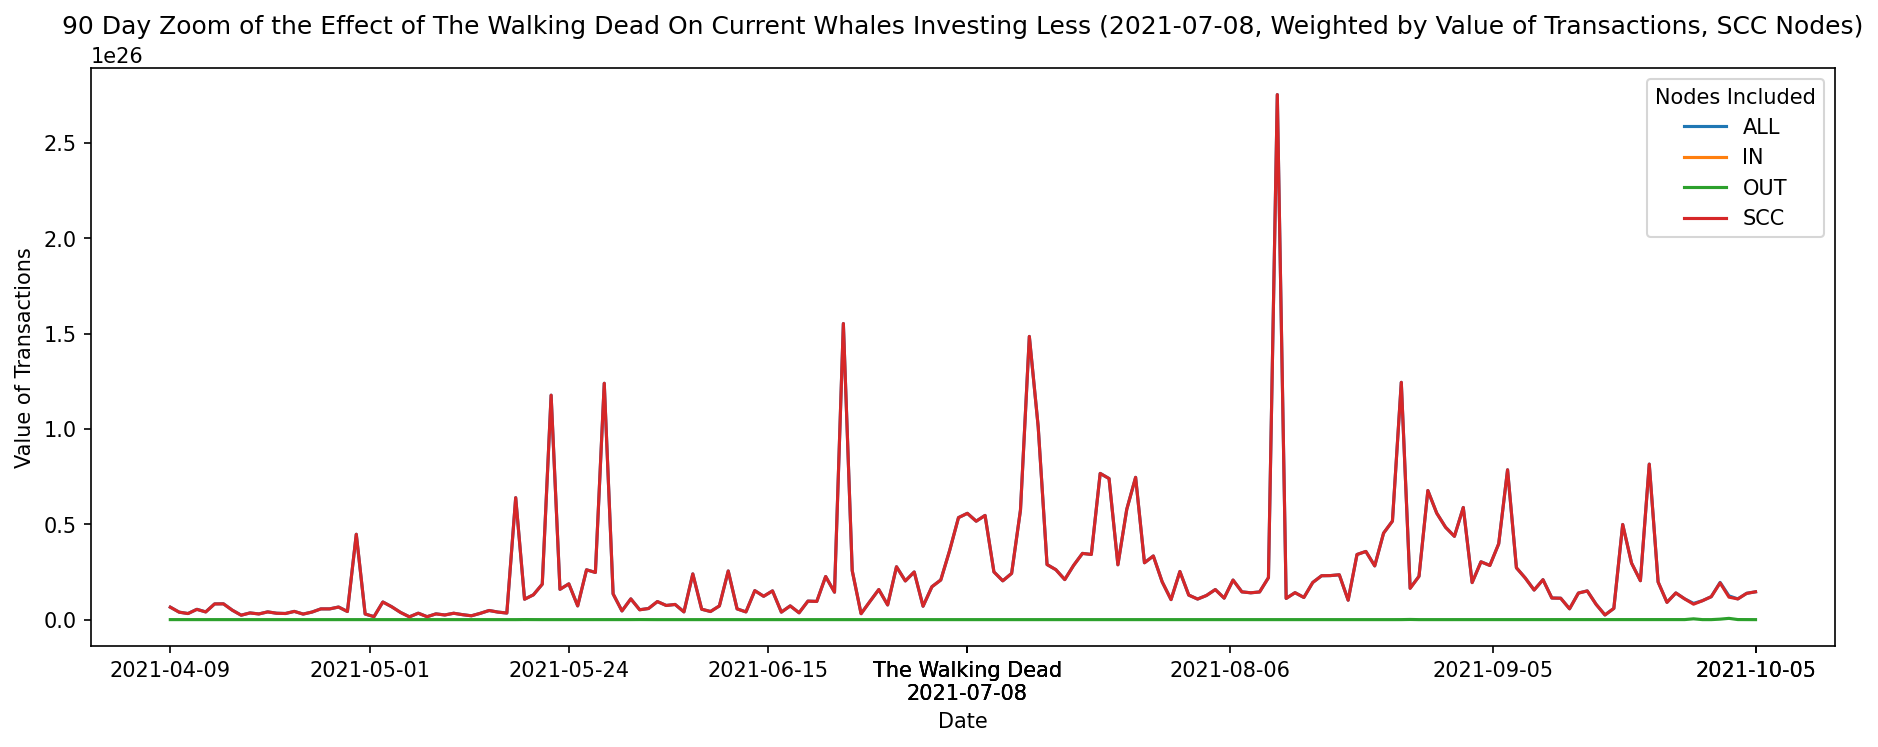 90 Day Zoom of the Effect of The Walking Dead On Current Whales Investing Less (2021-07-08, Weighted by Value of Transactions, SCC Nodes)
1e26
Nodes Included
ALL
IN
OUT
SCC
2.5
2.0
1.5
1.0
0.5
0.0
Value of Transactions
2021-04-09
2021-05-01
2021-05-24
2021-06-15
The Walking Dead
2021-07-08
2021-08-06
2021-09-05
2021-10-05
Date